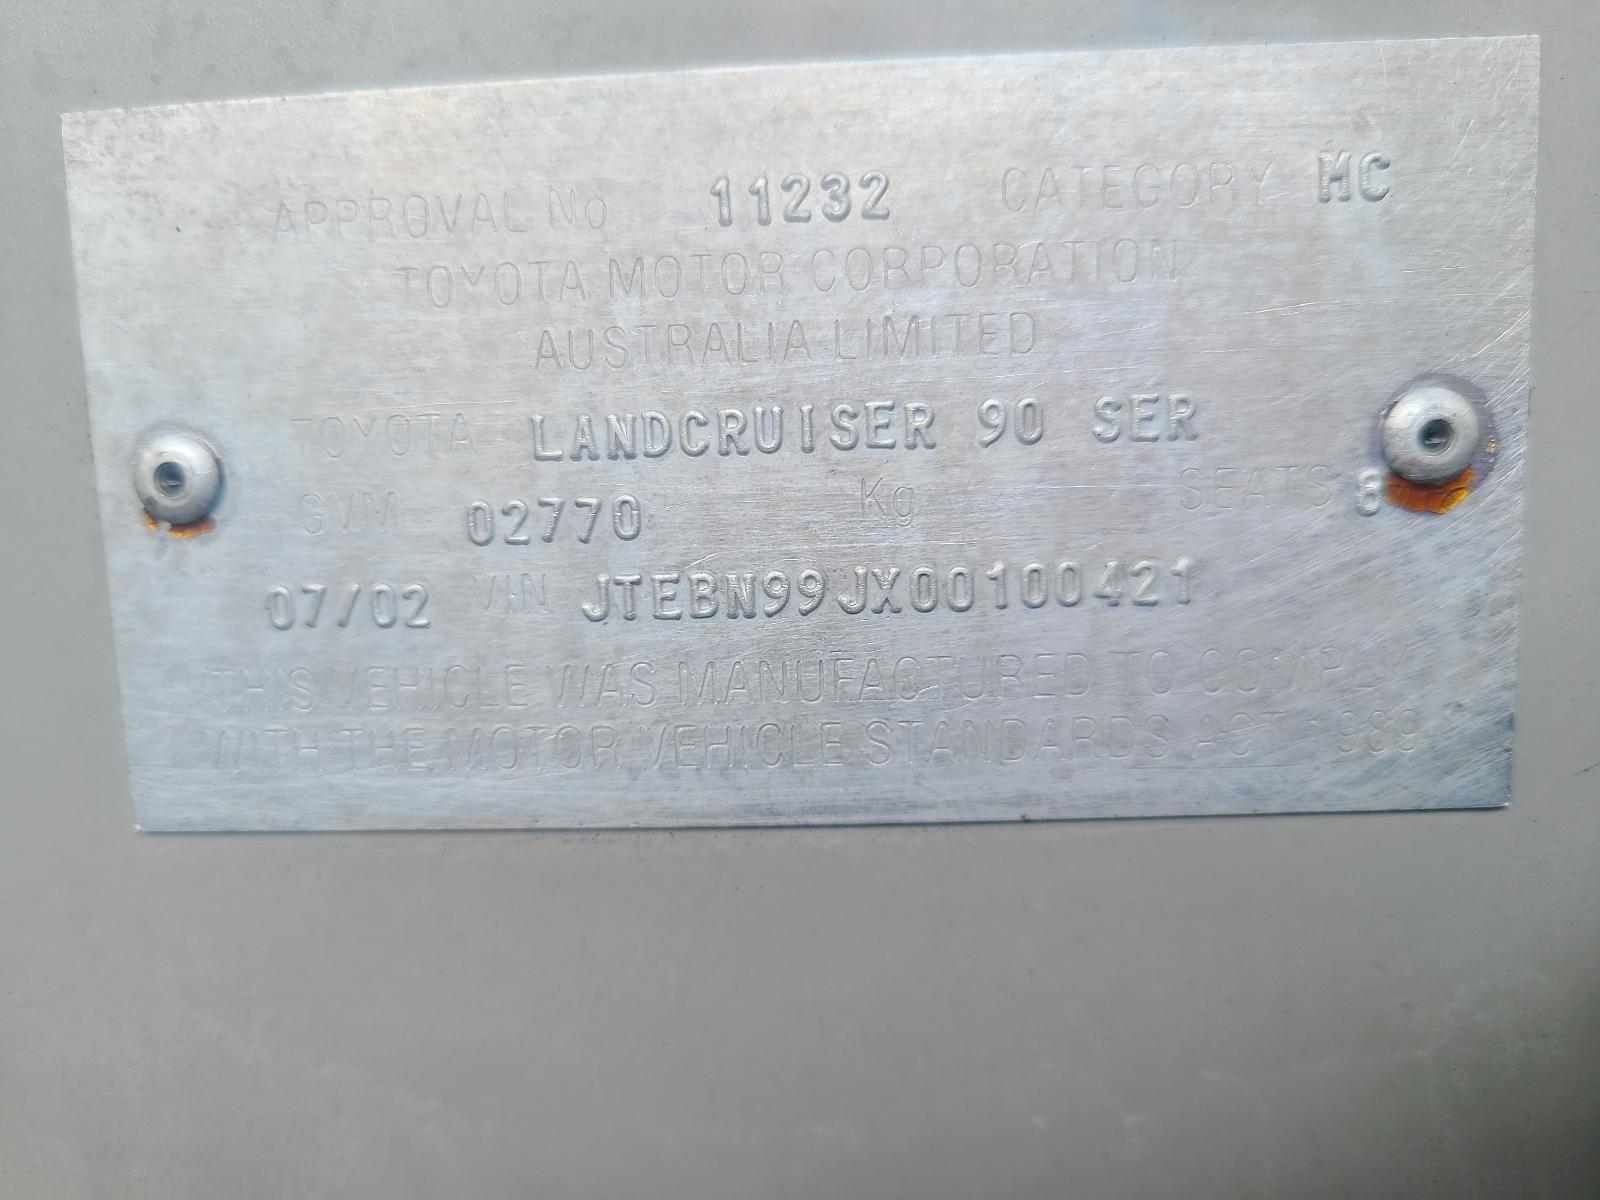 APPROVAL No 11232 CATEGORY MC
TOYOTA MOTOR CORPORATION
AUSTRALIA LIMITED
TOYOTA LANDCRUISER 90 SER
GVM 02770 Kg SEATS 8
07/02 VIN JTEBN99JX00100421
THIS VEHICLE WAS MANUFACTURED TO COMPLY
WITH THE MOTOR VEHICLE STANDARDS ACT 1989